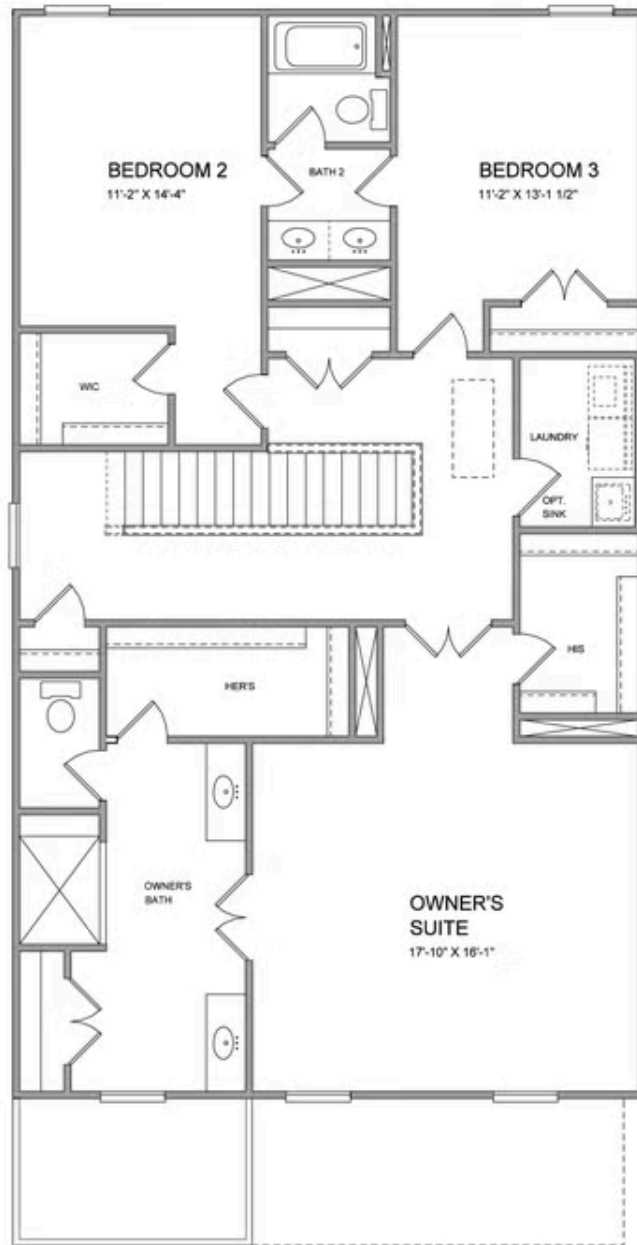 BEDROOM 2
11'-2" X 14'-4"
BATH 2
BEDROOM 3
11'-2" X 13'-1 1/2"
WIC
LAUNDRY
OPT.
SINK
HIS
HER'S
OWNER'S
BATH
OWNER'S
SUITE
17'-10" X 16'-1"